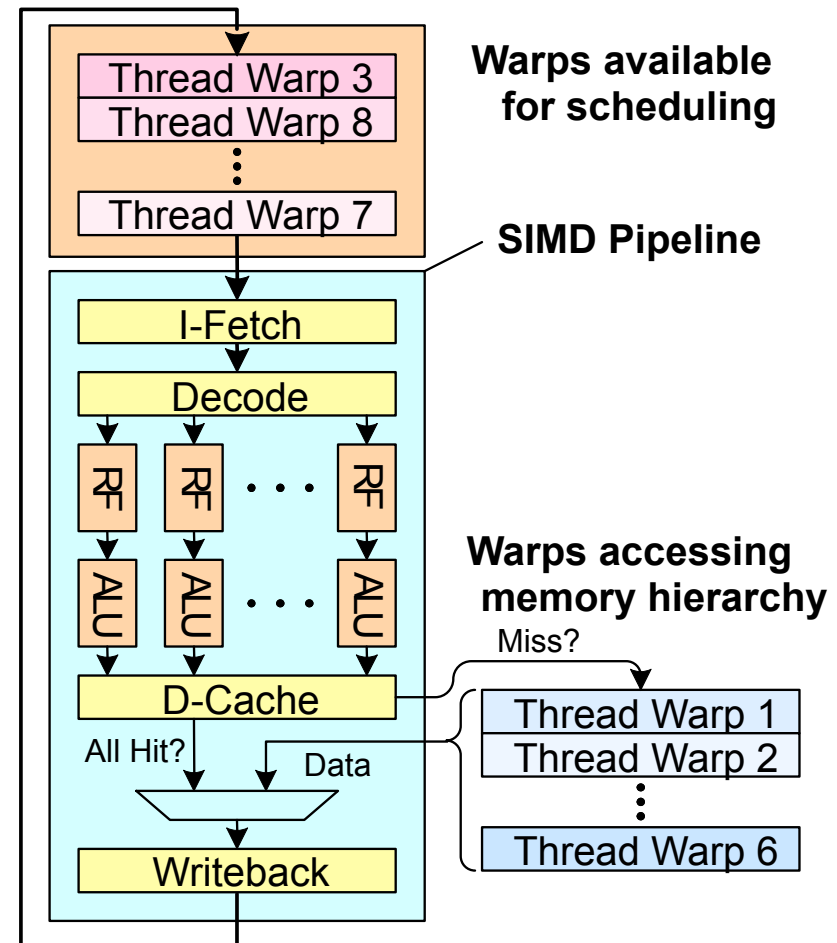 Thread Warp 3
Thread Warp 8
Thread Warp 7
Warps available
for scheduling
SIMD Pipeline
I-Fetch
Decode
RF
RF
RF
ALU
ALU
ALU
D-Cache
All Hit?
Data
Writeback
Warps accessing
memory hierarchy
Miss?
Thread Warp 1
Thread Warp 2
Thread Warp 6